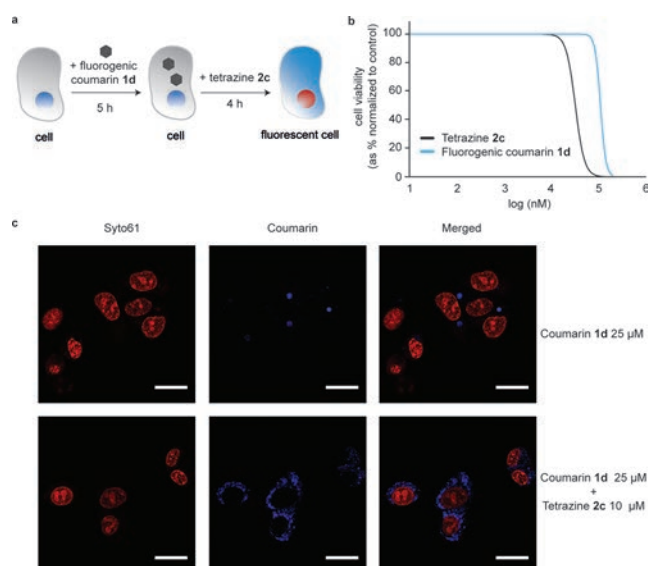 a
+ fluorogenic
coumarin 1d
5 h
+ tetrazine 2c
4 h
cell
cell
fluorescent cell
b
cell viability
(as % normalized to control)
100
80
60
40
20
0
Tetrazine 2c
Fluorogenic coumarin 1d
1
2
3
4
5
6
log (nM)
c
Syto61
Coumarin
Merged
Coumarin 1d 25 µM
Coumarin 1d 25 µM
+
Tetrazine 2c 10 µM